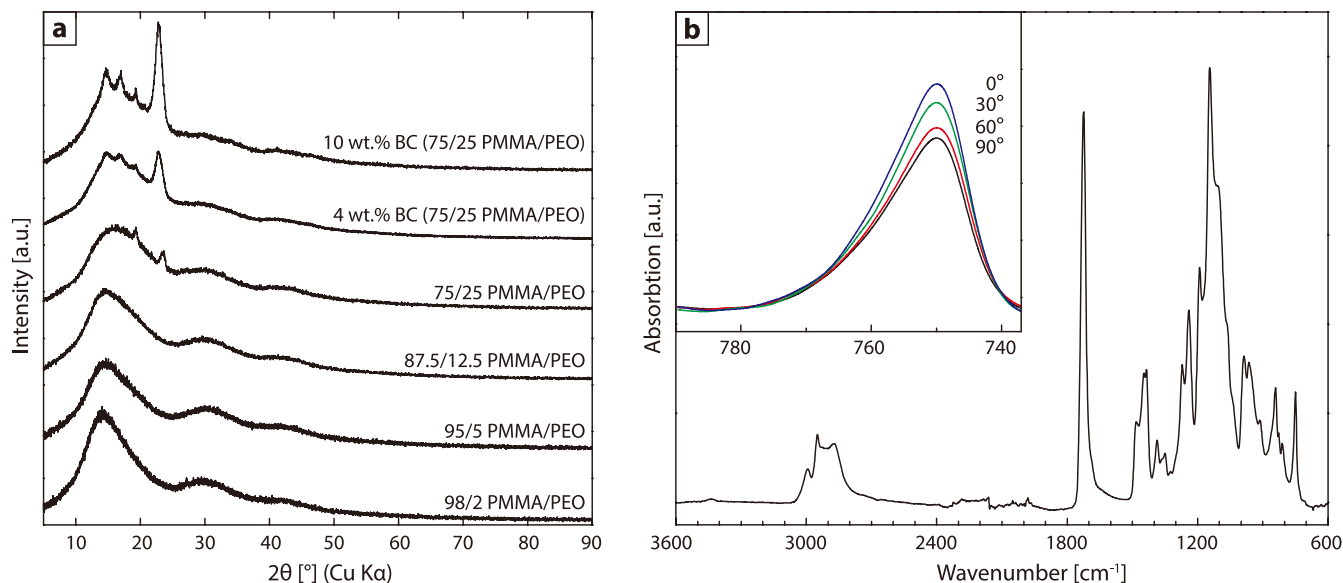 a
10 wt.% BC (75/25 PMMA/PEO)
4 wt.% BC (75/25 PMMA/PEO)
75/25 PMMA/PEO
87.5/12.5 PMMA/PEO
95/5 PMMA/PEO
98/2 PMMA/PEO
Intensity [a.u.]
10 20 30 40 50 60 70 80 90
2θ [°] (Cu Kα)
b
0°
30°
60°
90°
780 760 740
Absorbtion [a.u.]
3600 3000 2400 1800 1200 600
Wavenumber [cm⁻¹]